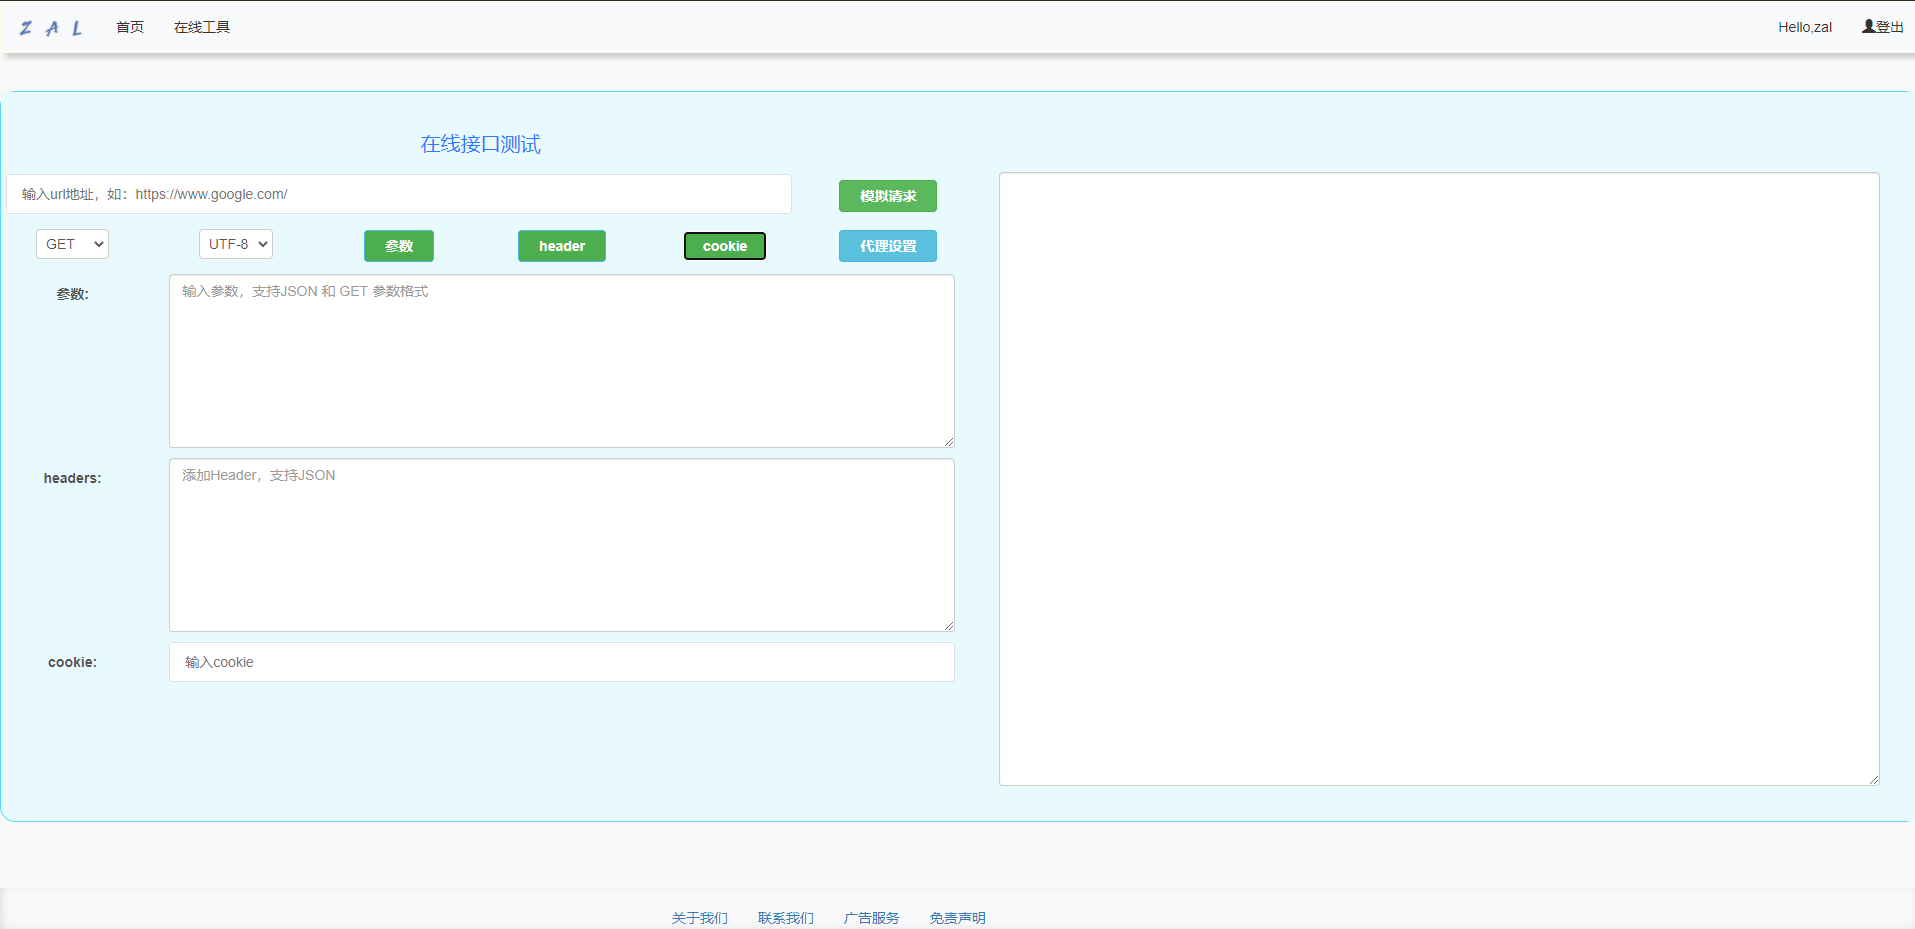 Z A L 首页 在线工具 Hello,zal 登出
在线接口测试
输入url地址，如：https://www.google.com/ 模拟请求
GET UTF-8 参数 header cookie 代理设置
参数: 输入参数，支持JSON 和 GET 参数格式
headers: 添加Header，支持JSON
cookie: 输入cookie
关于我们 联系我们 广告服务 免责声明